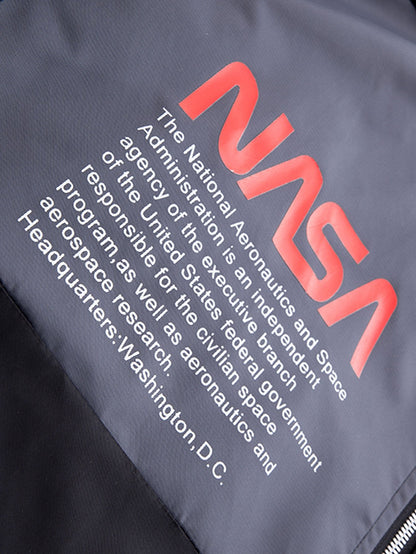 NASA
The National Aeronautics and Space
Administration is an independent
agency of the executive branch
of the United States federal government
responsible for the civilian space
program,as well as aeronautics and
aerospace research.
Headquarters:Washington,D.C.